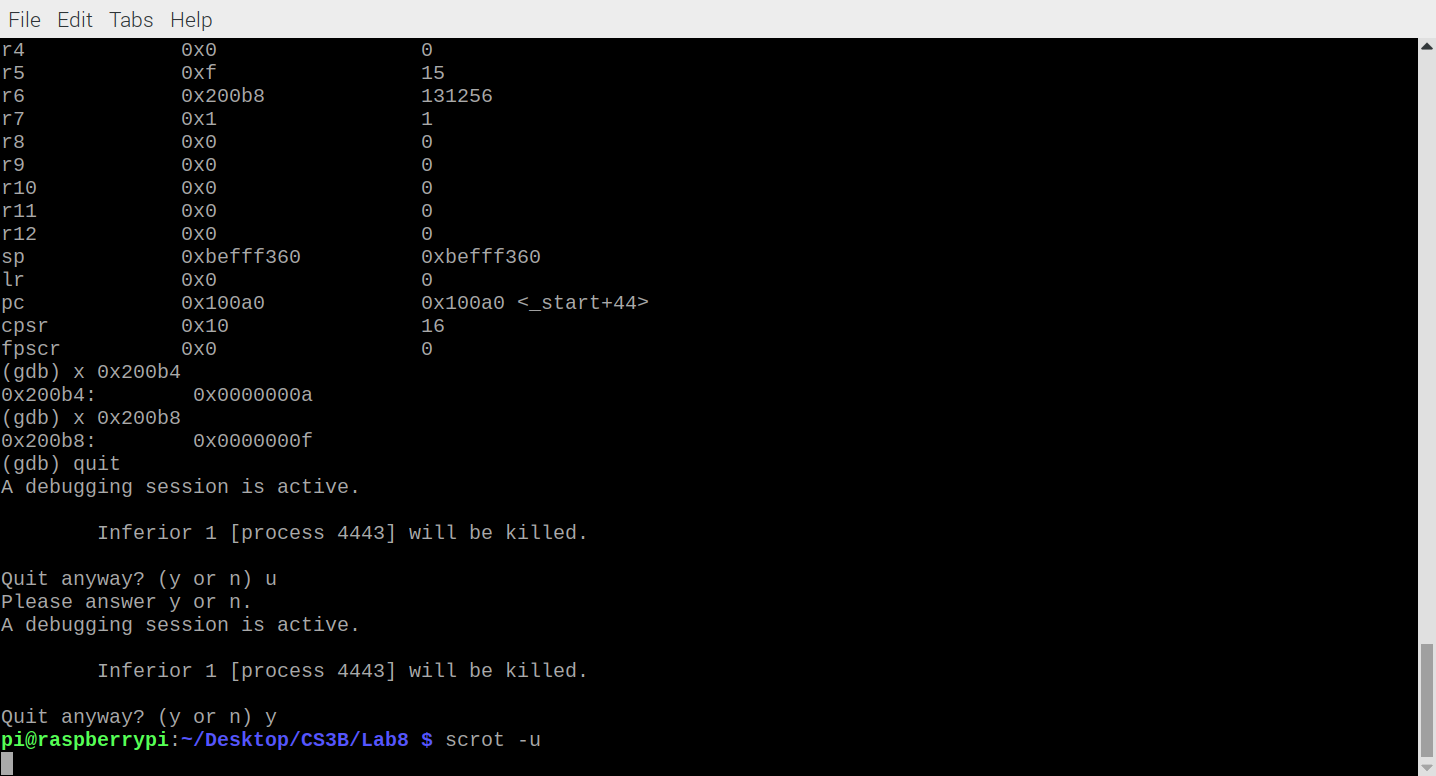 File Edit Tabs Help
r4             0x0                 0
r5             0xf                 15
r6             0x200b8             131256
r7             0x1                 1
r8             0x0                 0
r9             0x0                 0
r10            0x0                 0
r11            0x0                 0
r12            0x0                 0
sp             0xbefff360          0xbefff360
lr             0x0                 0
pc             0x100a0             0x100a0 <_start+44>
cpsr           0x10                16
fpscr          0x0                 0
(gdb) x 0x200b4
0x200b4:        0x0000000a
(gdb) x 0x200b8
0x200b8:        0x0000000f
(gdb) quit
A debugging session is active.
        Inferior 1 [process 4443] will be killed.
Quit anyway? (y or n) u
Please answer y or n.
A debugging session is active.
        Inferior 1 [process 4443] will be killed.
Quit anyway? (y or n) y
pi@raspberrypi:~/Desktop/CS3B/Lab8 $ scrot -u